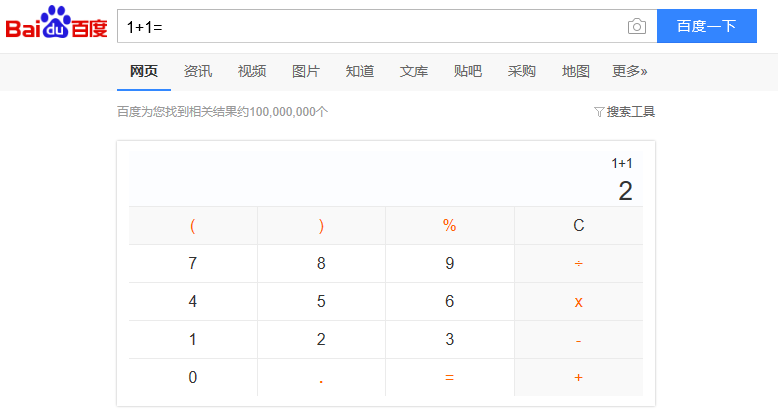 Bai du 百度 1+1= 百度一下
网页 资讯 视频 图片 知道 文库 贴吧 采购 地图 更多»
百度为您找到相关结果约100,000,000个 搜索工具
1+1
2
( ) % C
7 8 9 ÷
4 5 6 x
1 2 3 -
0 . = +